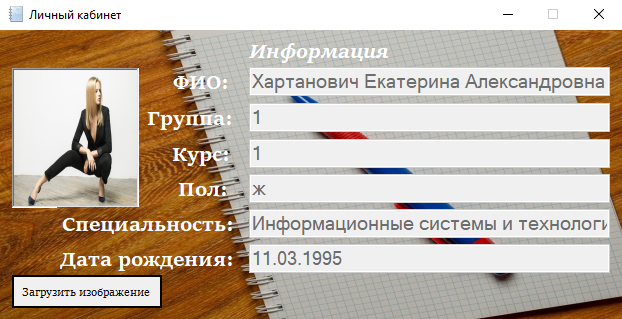 Личный кабинет
Информация
ФИО: Хартанович Екатерина Александровна
Группа: 1
Курс: 1
Пол: ж
Специальность: Информационные системы и технологи
Дата рождения: 11.03.1995
Загрузить изображение